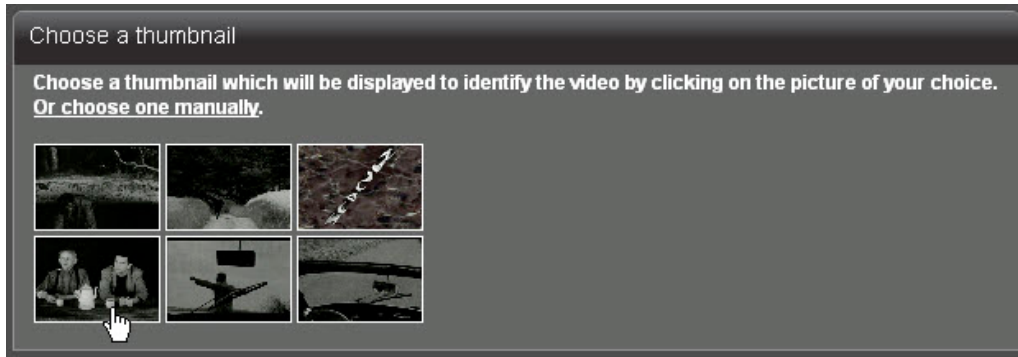 Choose a thumbnail
Choose a thumbnail which will be displayed to identify the video by clicking on the picture of your choice.
Or choose one manually.